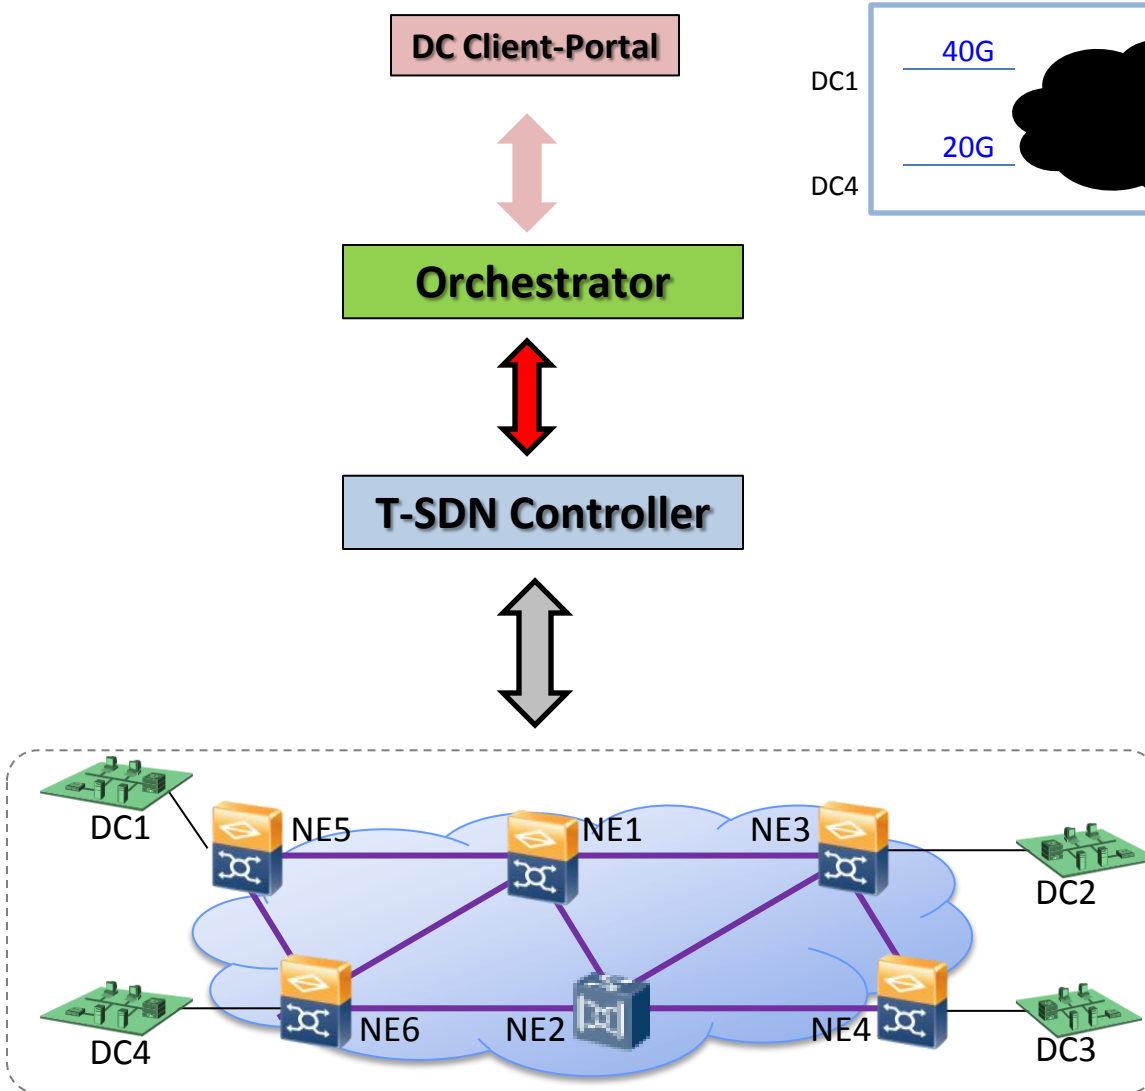 DC Client-Portal
40G
DC1
20G
DC4
Orchestrator
T-SDN Controller
DC1
NE5
NE1
NE3
DC2
DC4
NE6
NE2
NE4
DC3